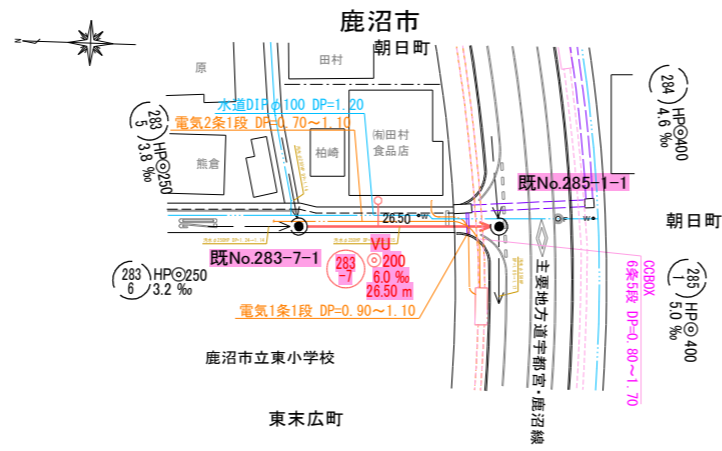 鹿沼市
朝日町
原
田村
水道DIPφ100 DP=1.20
電気2条1段 DP=0.70～1.10
283
5
HP◎250
3.8 ‰
熊倉
柏崎
㈲田村
食品店
284
HP◎400
4.6 ‰
既No.285-1-1
26.50
W
W
朝日町
既No.283-7-1
VU
283
-7
◎200
6.0 ‰
26.50 m
283
6
HP◎250
3.2 ‰
電気1条1段 DP=0.90～1.10
主要地方道宇都宮・鹿沼線
CCBOX
6条5段 DP=0.80～1.70
285
1
HP◎400
5.0 ‰
鹿沼市立東小学校
東末広町